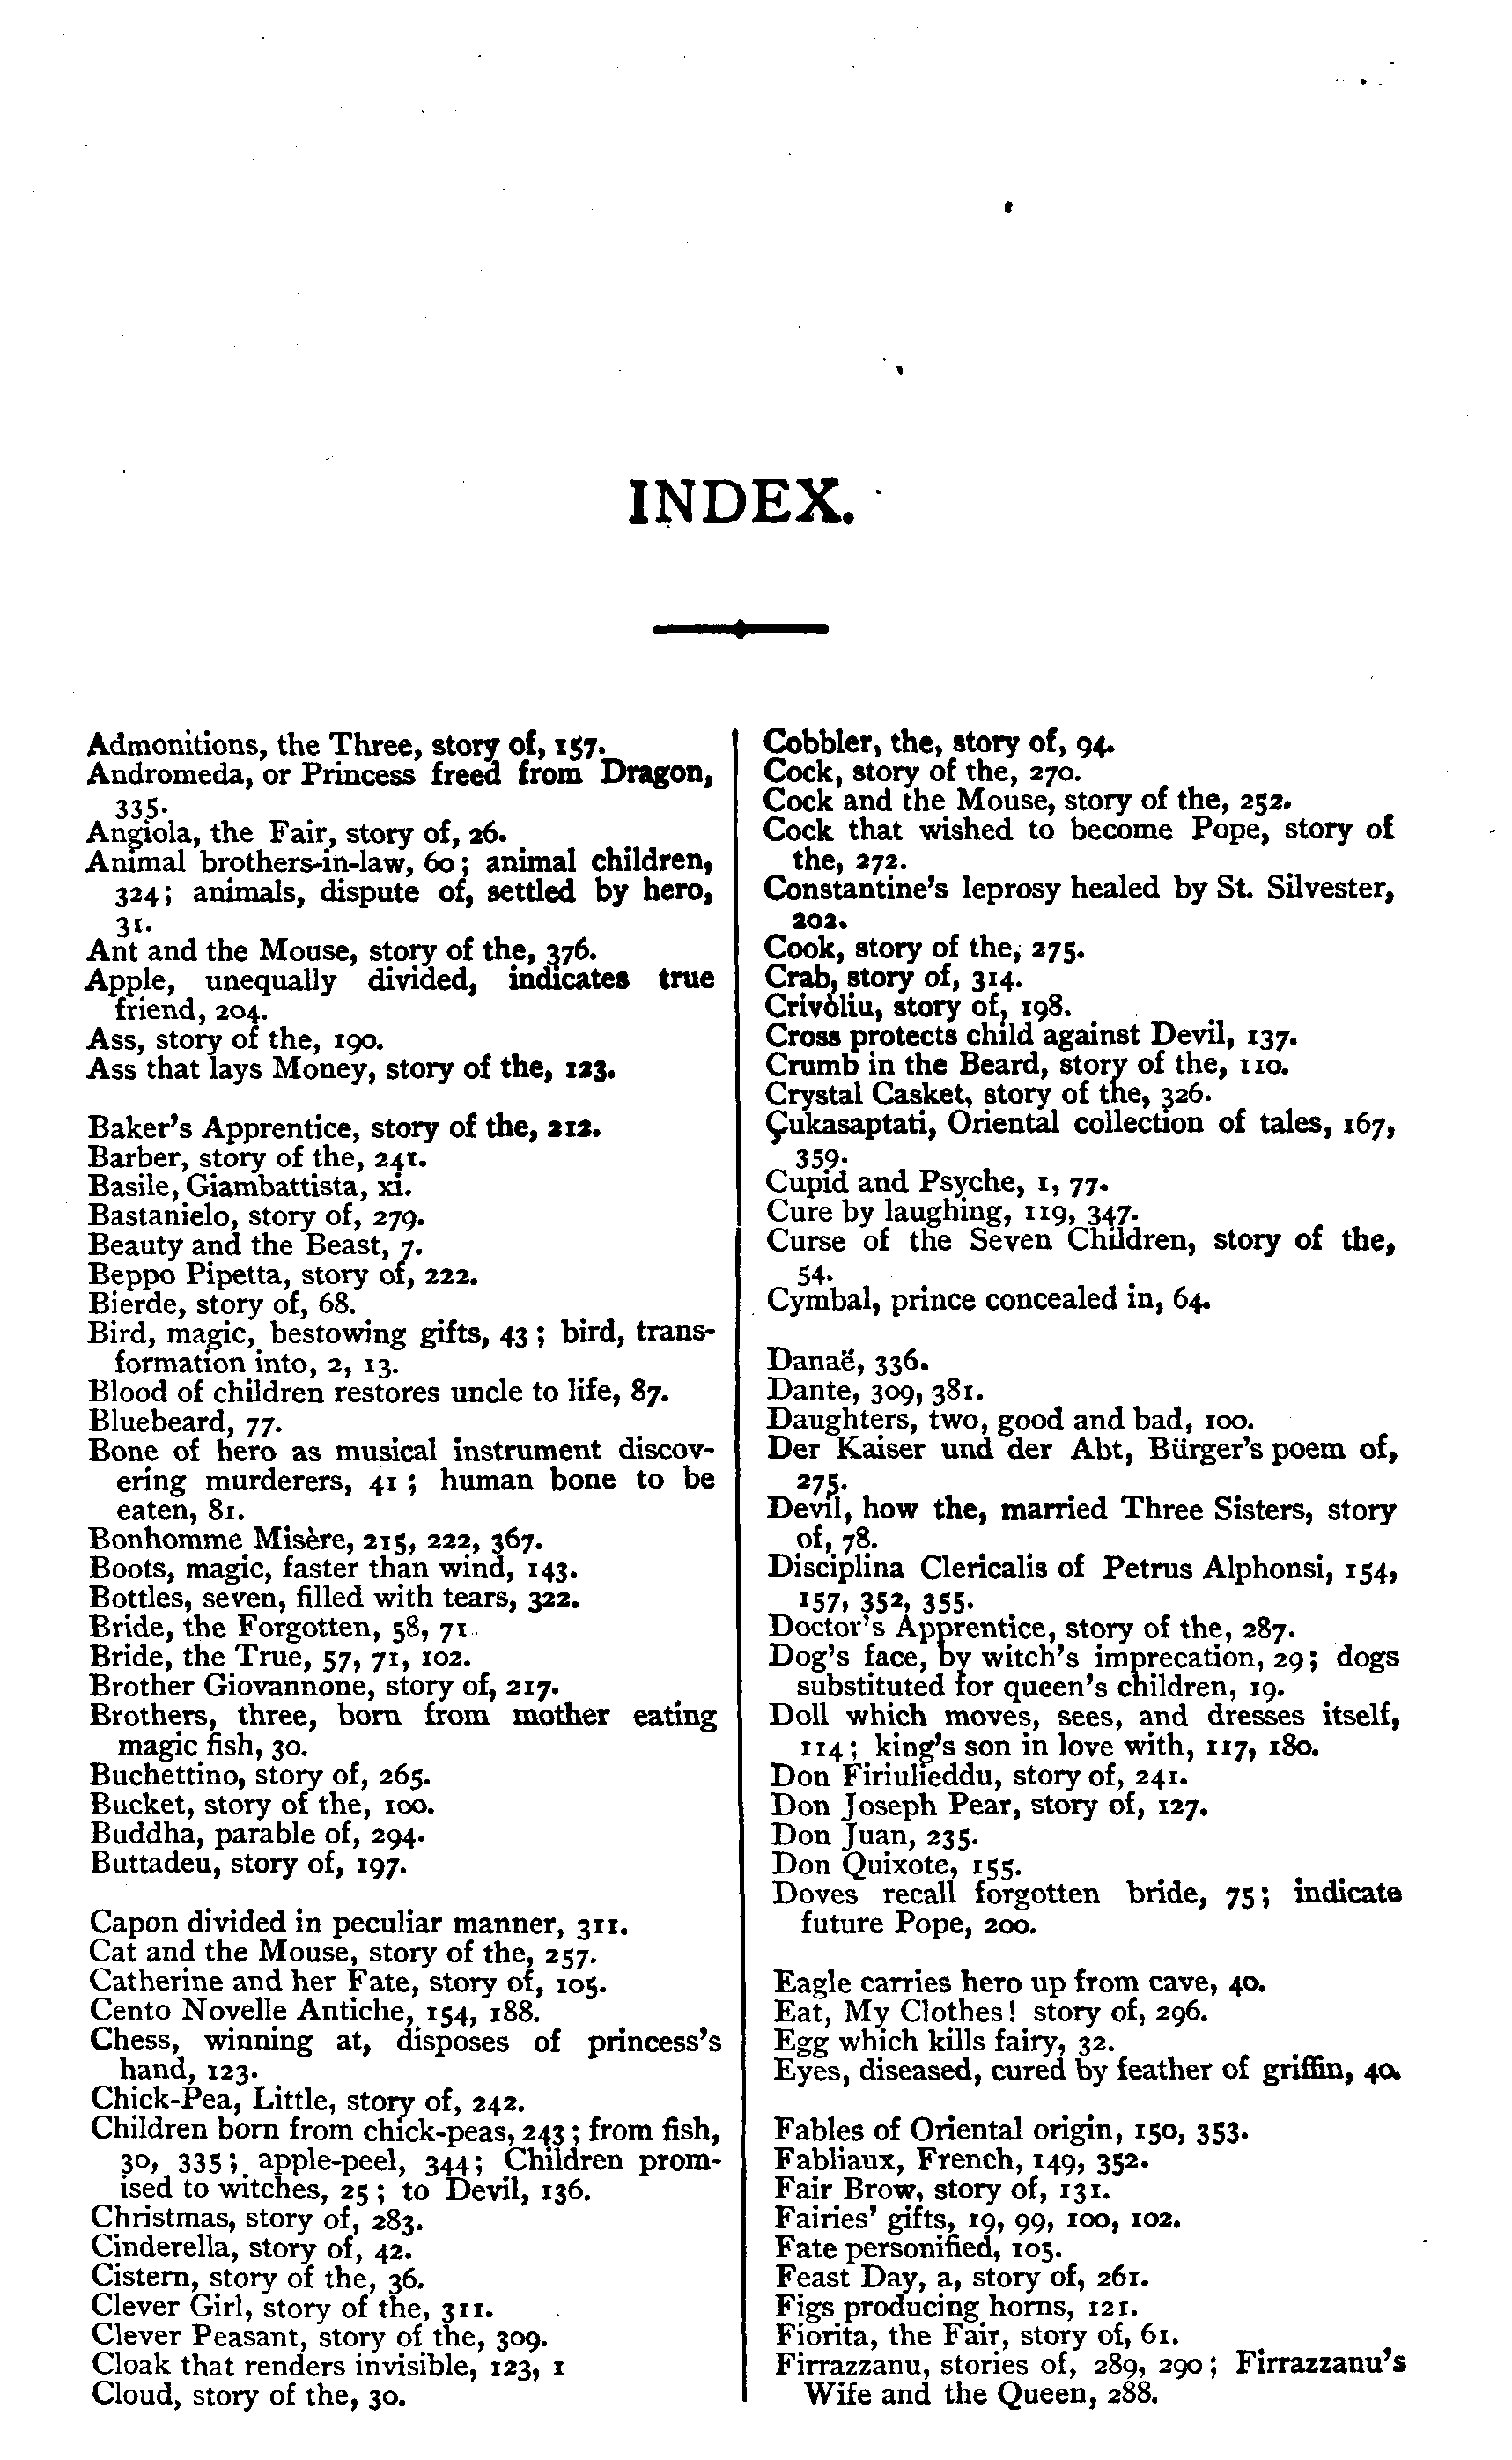 INDEX.
Admonitions, the Three, story of, 157.
Andromeda, or Princess freed from Dragon,
335.
Angiola, the Fair, story of, 26.
Animal brothers-in-law, 60; animal children,
324; animals, dispute of, settled by hero,
31.
Ant and the Mouse, story of the, 376.
Apple, unequally divided, indicates true
friend, 204.
Ass, story of the, 190.
Ass that lays Money, story of the, 123.
Baker's Apprentice, story of the, 212.
Barber, story of the, 241.
Basile, Giambattista, xi.
Bastanielo, story of, 279.
Beauty and the Beast, 7.
Beppo Pipetta, story of, 222.
Bierde, story of, 68.
Bird, magic, bestowing gifts, 43; bird, trans-
formation into, 2, 13.
Blood of children restores uncle to life, 87.
Bluebeard, 77.
Bone of hero as musical instrument discov-
ering murderers, 41; human bone to be
eaten, 81.
Bonhomme Misère, 215, 222, 367.
Boots, magic, faster than wind, 143.
Bottles, seven, filled with tears, 322.
Bride, the Forgotten, 58, 71.
Bride, the True, 57, 71, 102.
Brother Giovannone, story of, 217.
Brothers, three, born from mother eating
magic fish, 30.
Buchettino, story of, 265.
Bucket, story of the, 100.
Buddha, parable of, 294.
Buttadeu, story of, 197.
Capon divided in peculiar manner, 311.
Cat and the Mouse, story of the, 257.
Catherine and her Fate, story of, 105.
Cento Novelle Antiche, 154, 188.
Chess, winning at, disposes of princess's
hand, 123.
Chick-Pea, Little, story of, 242.
Children born from chick-peas, 243; from fish,
30, 335; apple-peel, 344; Children prom-
ised to witches, 25; to Devil, 136.
Christmas, story of, 283.
Cinderella, story of, 42.
Cistern, story of the, 36.
Clever Girl, story of the, 311.
Clever Peasant, story of the, 309.
Cloak that renders invisible, 123, 1
Cloud, story of the, 30.
Cobbler, the, story of, 94.
Cock, story of the, 270.
Cock and the Mouse, story of the, 252.
Cock that wished to become Pope, story of
the, 272.
Constantine's leprosy healed by St. Silvester,
202.
Cook, story of the, 275.
Crab, story of, 314.
Crivòliu, story of, 198.
Cross protects child against Devil, 137.
Crumb in the Beard, story of the, 110.
Crystal Casket, story of the, 326.
Çukasaptati, Oriental collection of tales, 167,
359.
Cupid and Psyche, 1, 77.
Cure by laughing, 119, 347.
Curse of the Seven Children, story of the,
54.
Cymbal, prince concealed in, 64.
Danaë, 336.
Dante, 309, 381.
Daughters, two, good and bad, 100.
Der Kaiser und der Abt, Bürger's poem of,
275.
Devil, how the, married Three Sisters, story
of, 78.
Disciplina Clericalis of Petrus Alphonsi, 154,
157, 352, 355.
Doctor's Apprentice, story of the, 287.
Dog's face, by witch's imprecation, 29; dogs
substituted for queen's children, 19.
Doll which moves, sees, and dresses itself,
114; king's son in love with, 117, 180.
Don Firiulieddu, story of, 241.
Don Joseph Pear, story of, 127.
Don Juan, 235.
Don Quixote, 155.
Doves recall forgotten bride, 75; indicate
future Pope, 200.
Eagle carries hero up from cave, 40.
Eat, My Clothes! story of, 296.
Egg which kills fairy, 32.
Eyes, diseased, cured by feather of griffin, 40.
Fables of Oriental origin, 150, 353.
Fabliaux, French, 149, 352.
Fair Brow, story of, 131.
Fairies' gifts, 19, 99, 100, 102.
Fate personified, 105.
Feast Day, a, story of, 261.
Figs producing horns, 121.
Fiorita, the Fair, story of, 61.
Firrazzanu, stories of, 289, 290; Firrazzanu's
Wife and the Queen, 288.